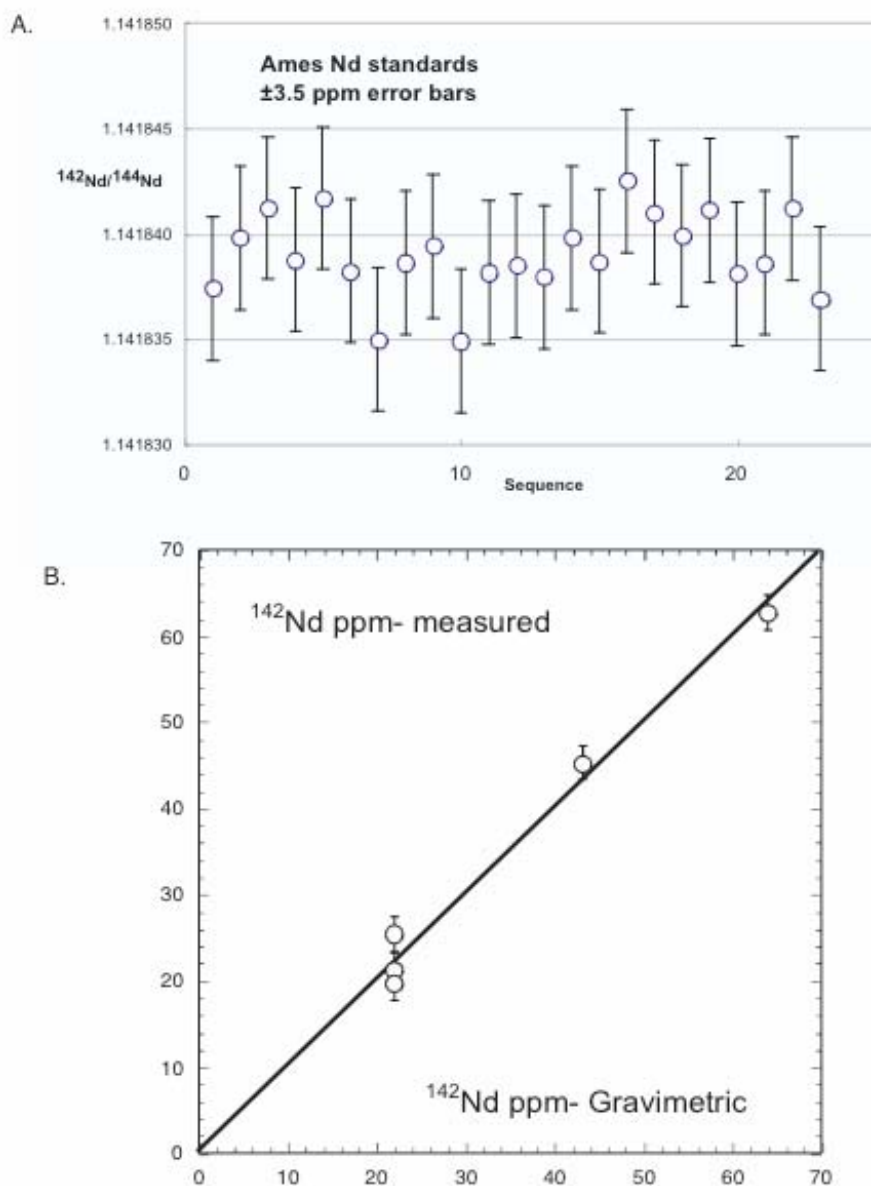 A.
1.141850
Ames Nd standards
±3.5 ppm error bars
1.141845
142Nd/144Nd
1.141840
1.141835
1.141830
0 10 20
Sequence
B.
70
142Nd ppm- measured
60
50
40
30
20
10
142Nd ppm- Gravimetric
0
0 10 20 30 40 50 60 70